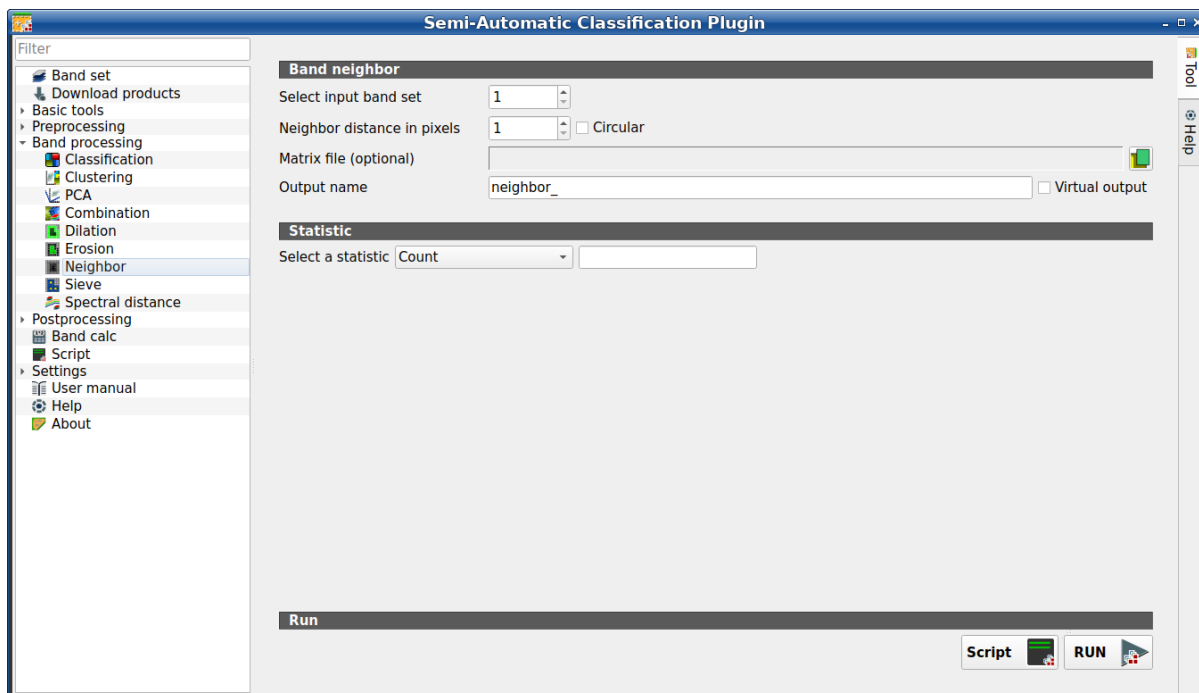 Semi-Automatic Classification Plugin
Filter
Band set
Download products
Basic tools
Preprocessing
Band processing
Classification
Clustering
PCA
Combination
Dilation
Erosion
Neighbor
Sieve
Spectral distance
Postprocessing
Band calc
Script
Settings
User manual
Help
About
Band neighbor
Select input band set 1
Neighbor distance in pixels 1 Circular
Matrix file (optional)
Output name neighbor_ Virtual output
Statistic
Select a statistic Count
Run
Script RUN
Tool
Help